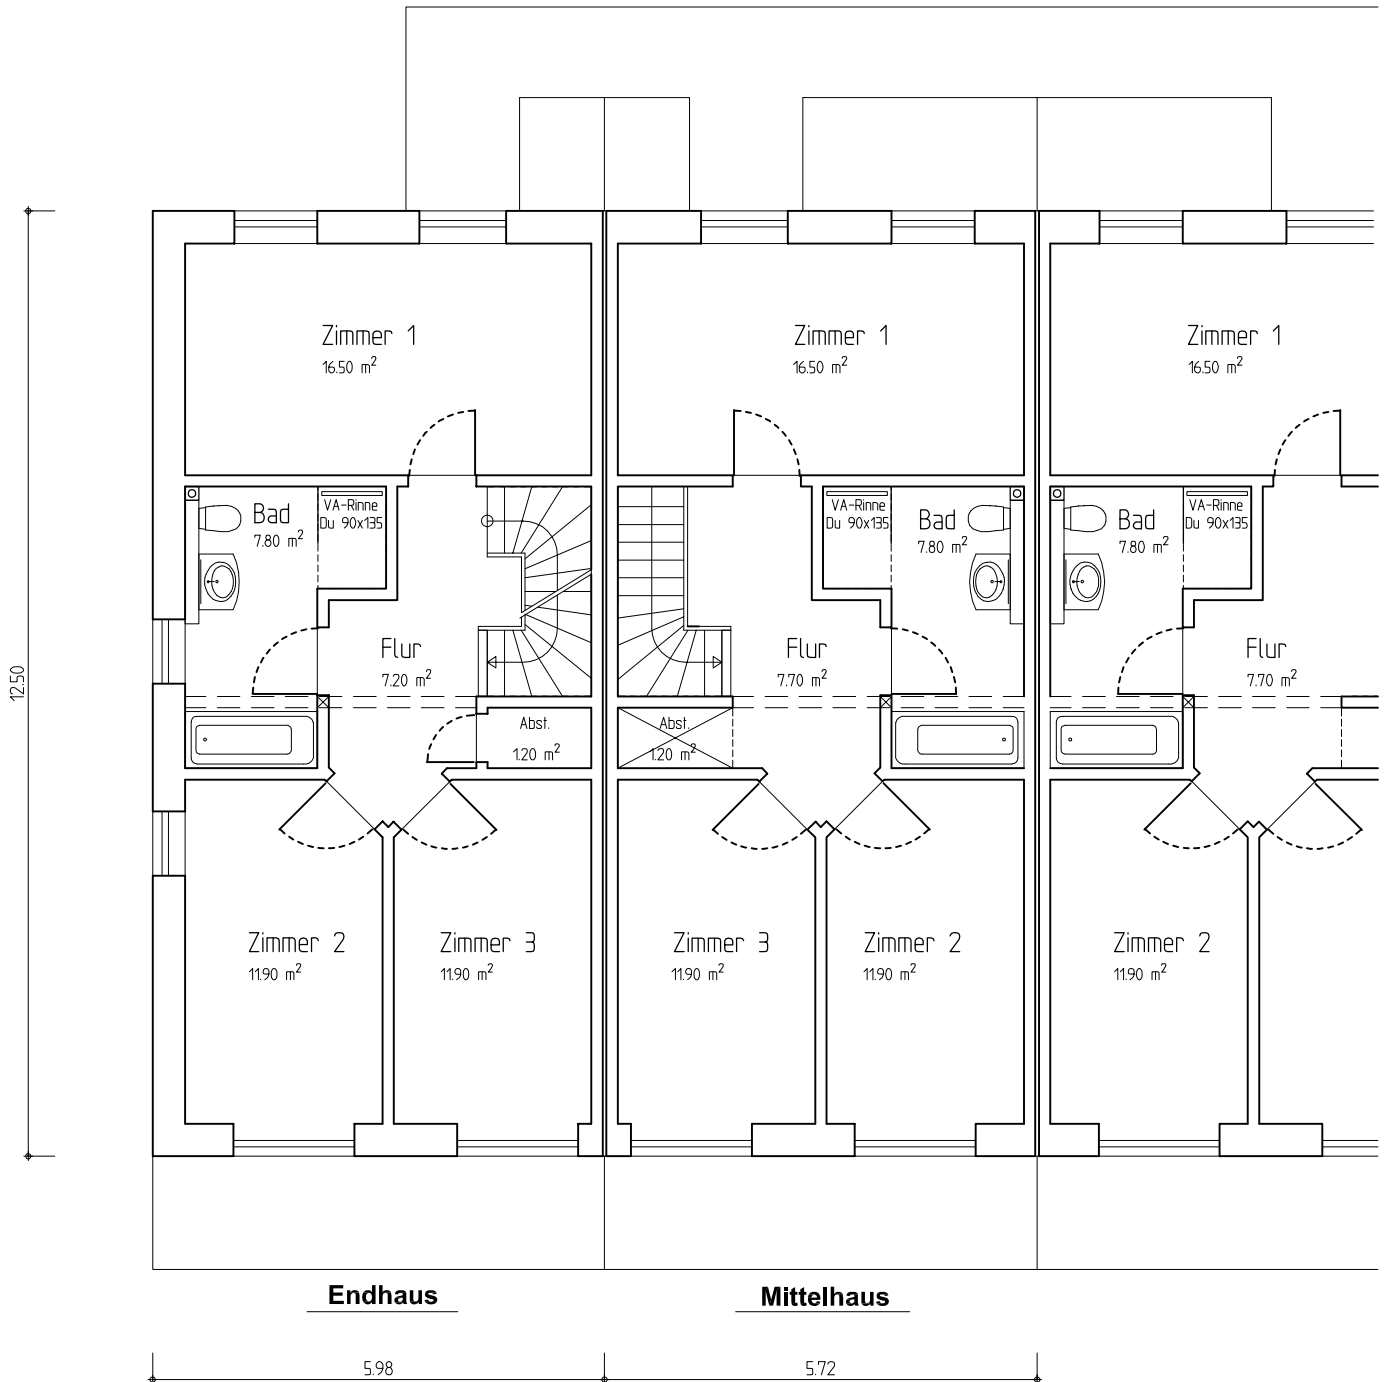 Zimmer 1
16.50 m²
Zimmer 1
16.50 m²
Zimmer 1
16.50 m²
Bad
7.80 m²
VA-Rinne
Du 90x135
VA-Rinne
Du 90x135
Bad
7.80 m²
Bad
7.80 m²
VA-Rinne
Du 90x135
Flur
7.20 m²
Flur
7.70 m²
Flur
7.70 m²
12.50
Abst.
1.20 m²
Abst.
1.20 m²
Zimmer 2
11.90 m²
Zimmer 3
11.90 m²
Zimmer 3
11.90 m²
Zimmer 2
11.90 m²
Zimmer 2
11.90 m²
Endhaus
Mittelhaus
5.98
5.72